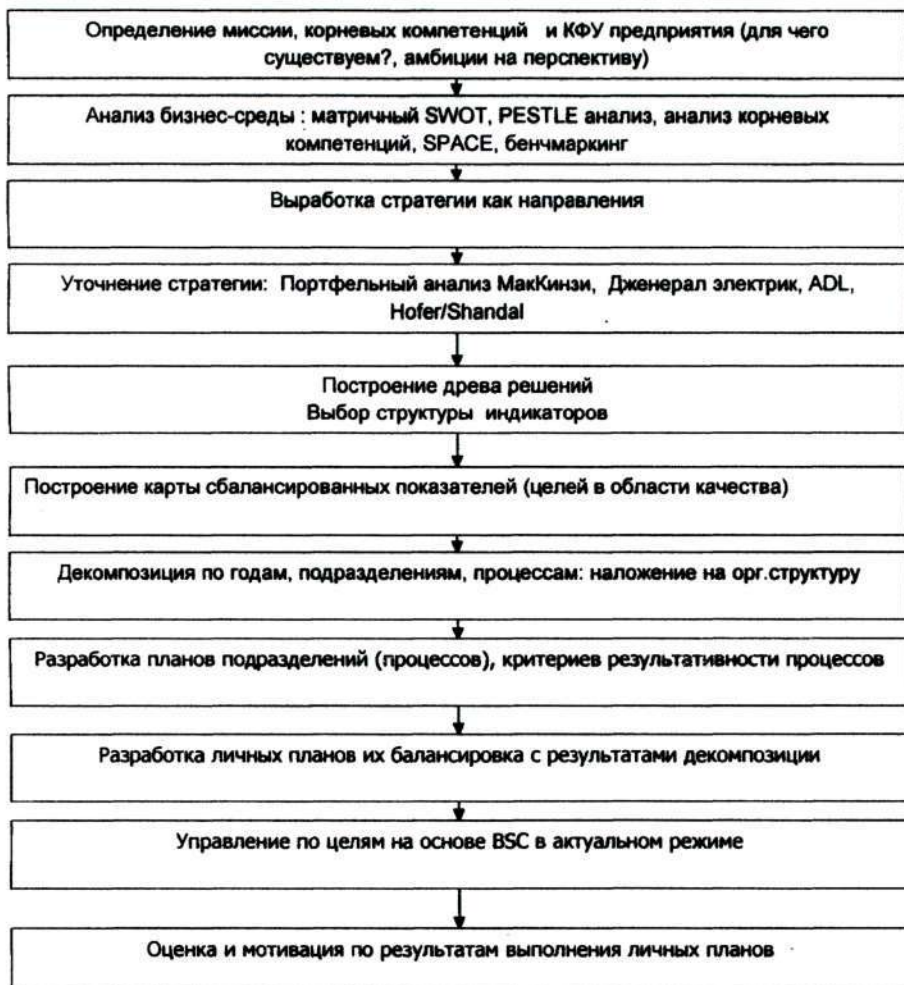 Определение миссии, корневых компетенций и КФУ предприятия (для чего
существуем?, амбиции на перспективу)
Анализ бизнес-среды : матричный SWOT, PESTLE анализ, анализ корневых
компетенций, SPACE, бенчмаркинг
Выработка стратегии как направления
Уточнение стратегии: Портфельный анализ МакКинзи, Дженерал электрик, ADL,
Hofer/Shandal
Построение древа решений
Выбор структуры индикаторов
Построение карты сбалансированных показателей (целей в области качества)
Декомпозиция по годам, подразделениям, процессам: наложение на орг.структуру
Разработка планов подразделений (процессов), критериев результативности процессов
Разработка личных планов их балансировка с результатами декомпозиции
Управление по целям на основе BSC в актуальном режиме
Оценка и мотивация по результатам выполнения личных планов